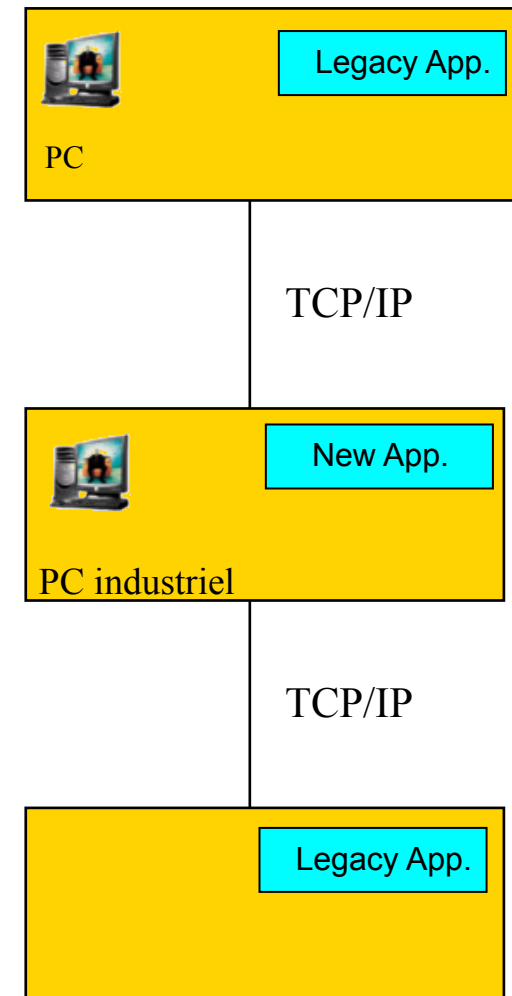 Legacy App.
PC
TCP/IP
New App.
PC industriel
TCP/IP
Legacy App.